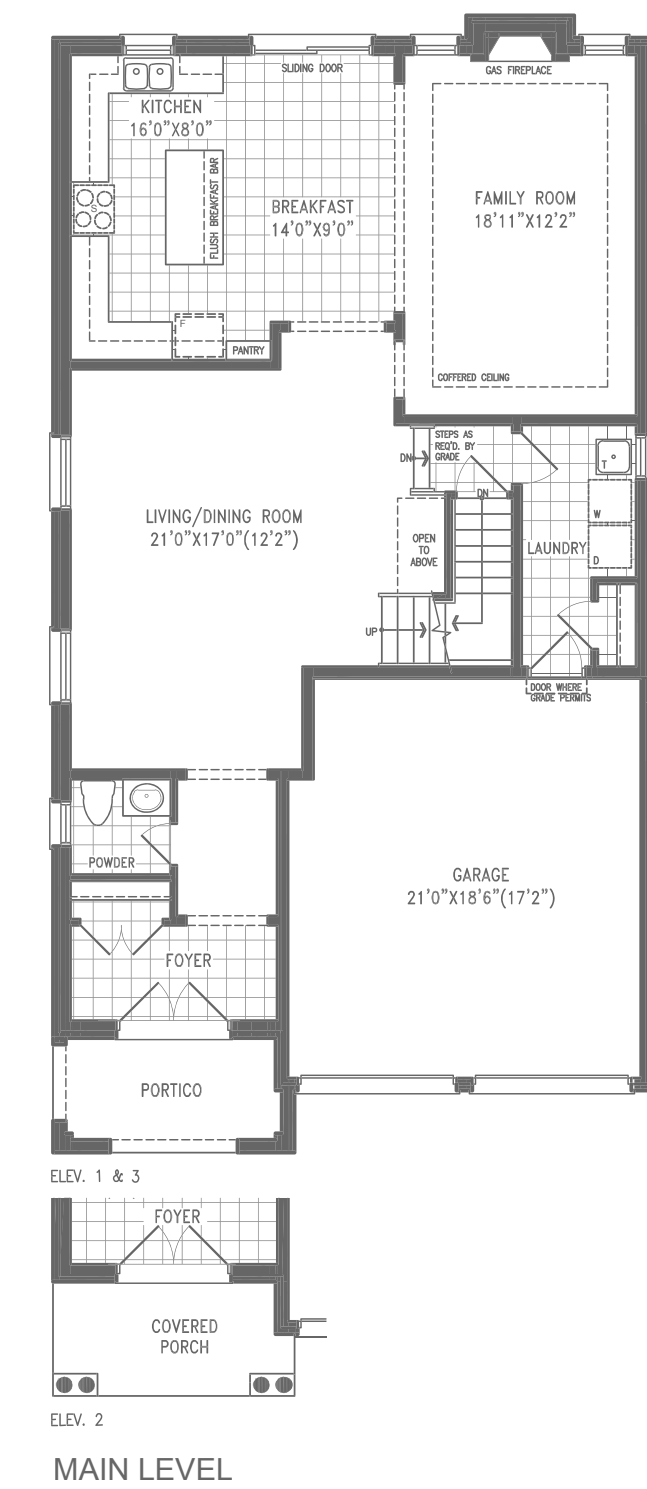 SLIDING DOOR
GAS FIREPLACE
KITCHEN
16'0"X8'0"
S
FLUSH BREAKFAST BAR
BREAKFAST
14'0"X9'0"
FAMILY ROOM
18'11"X12'2"
F
PANTRY
COFFERED CEILING
STEPS AS
REQ'D. BY
GRADE
DN
T
DN
W
LIVING/DINING ROOM
21'0"X17'0"(12'2")
OPEN
TO
ABOVE
LAUNDRY
D
UP
DOOR WHERE
GRADE PERMITS
POWDER
GARAGE
21'0"X18'6"(17'2")
FOYER
PORTICO
ELEV. 1 & 3
FOYER
COVERED
PORCH
ELEV. 2
MAIN LEVEL